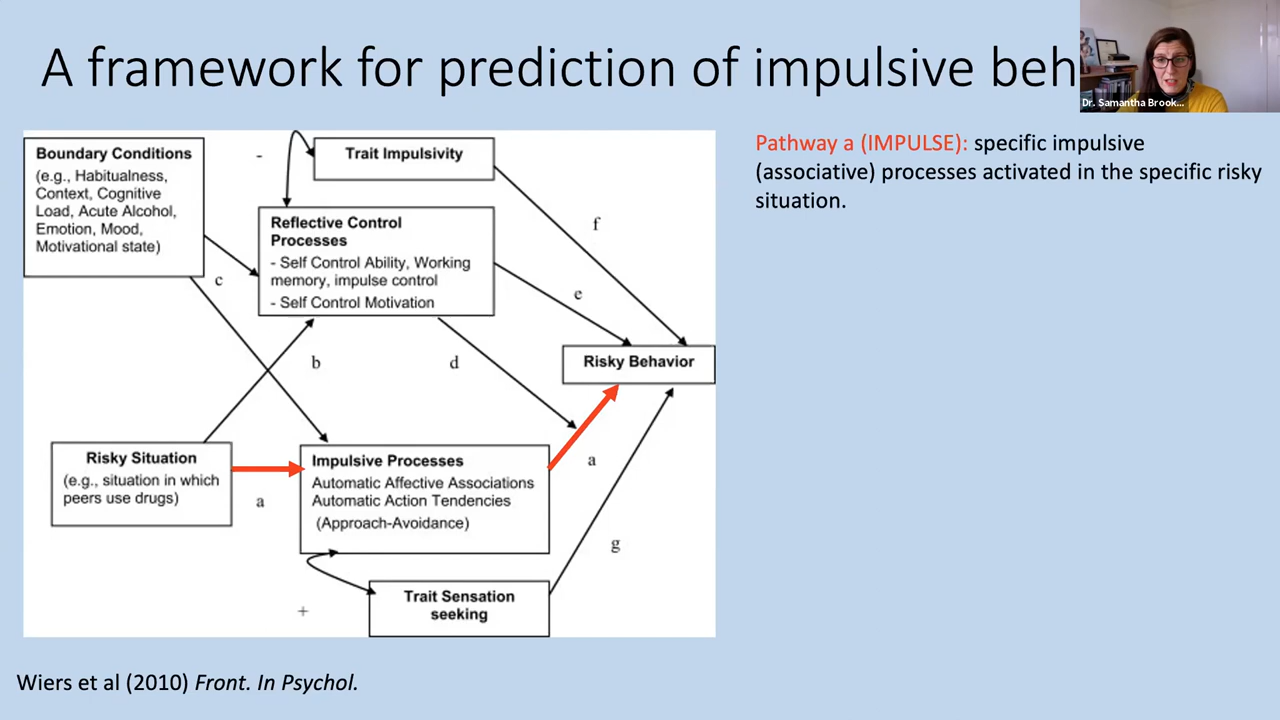 A framework for prediction of impulsive beh
Dr. Samantha Brook...
Boundary Conditions
(e.g., Habitualness,
Context, Cognitive
Load, Acute Alcohol,
Emotion, Mood,
Motivational state)
-
Trait Impulsivity
Reflective Control
Processes
- Self Control Ability, Working
memory, impulse control
- Self Control Motivation
f
e
c
b
d
Risky Behavior
Risky Situation
(e.g., situation in which
peers use drugs)
a
Impulsive Processes
Automatic Affective Associations
Automatic Action Tendencies
(Approach-Avoidance)
a
g
+
Trait Sensation
seeking
Pathway a (IMPULSE): specific impulsive
(associative) processes activated in the specific risky
situation.
Wiers et al (2010) Front. In Psychol.